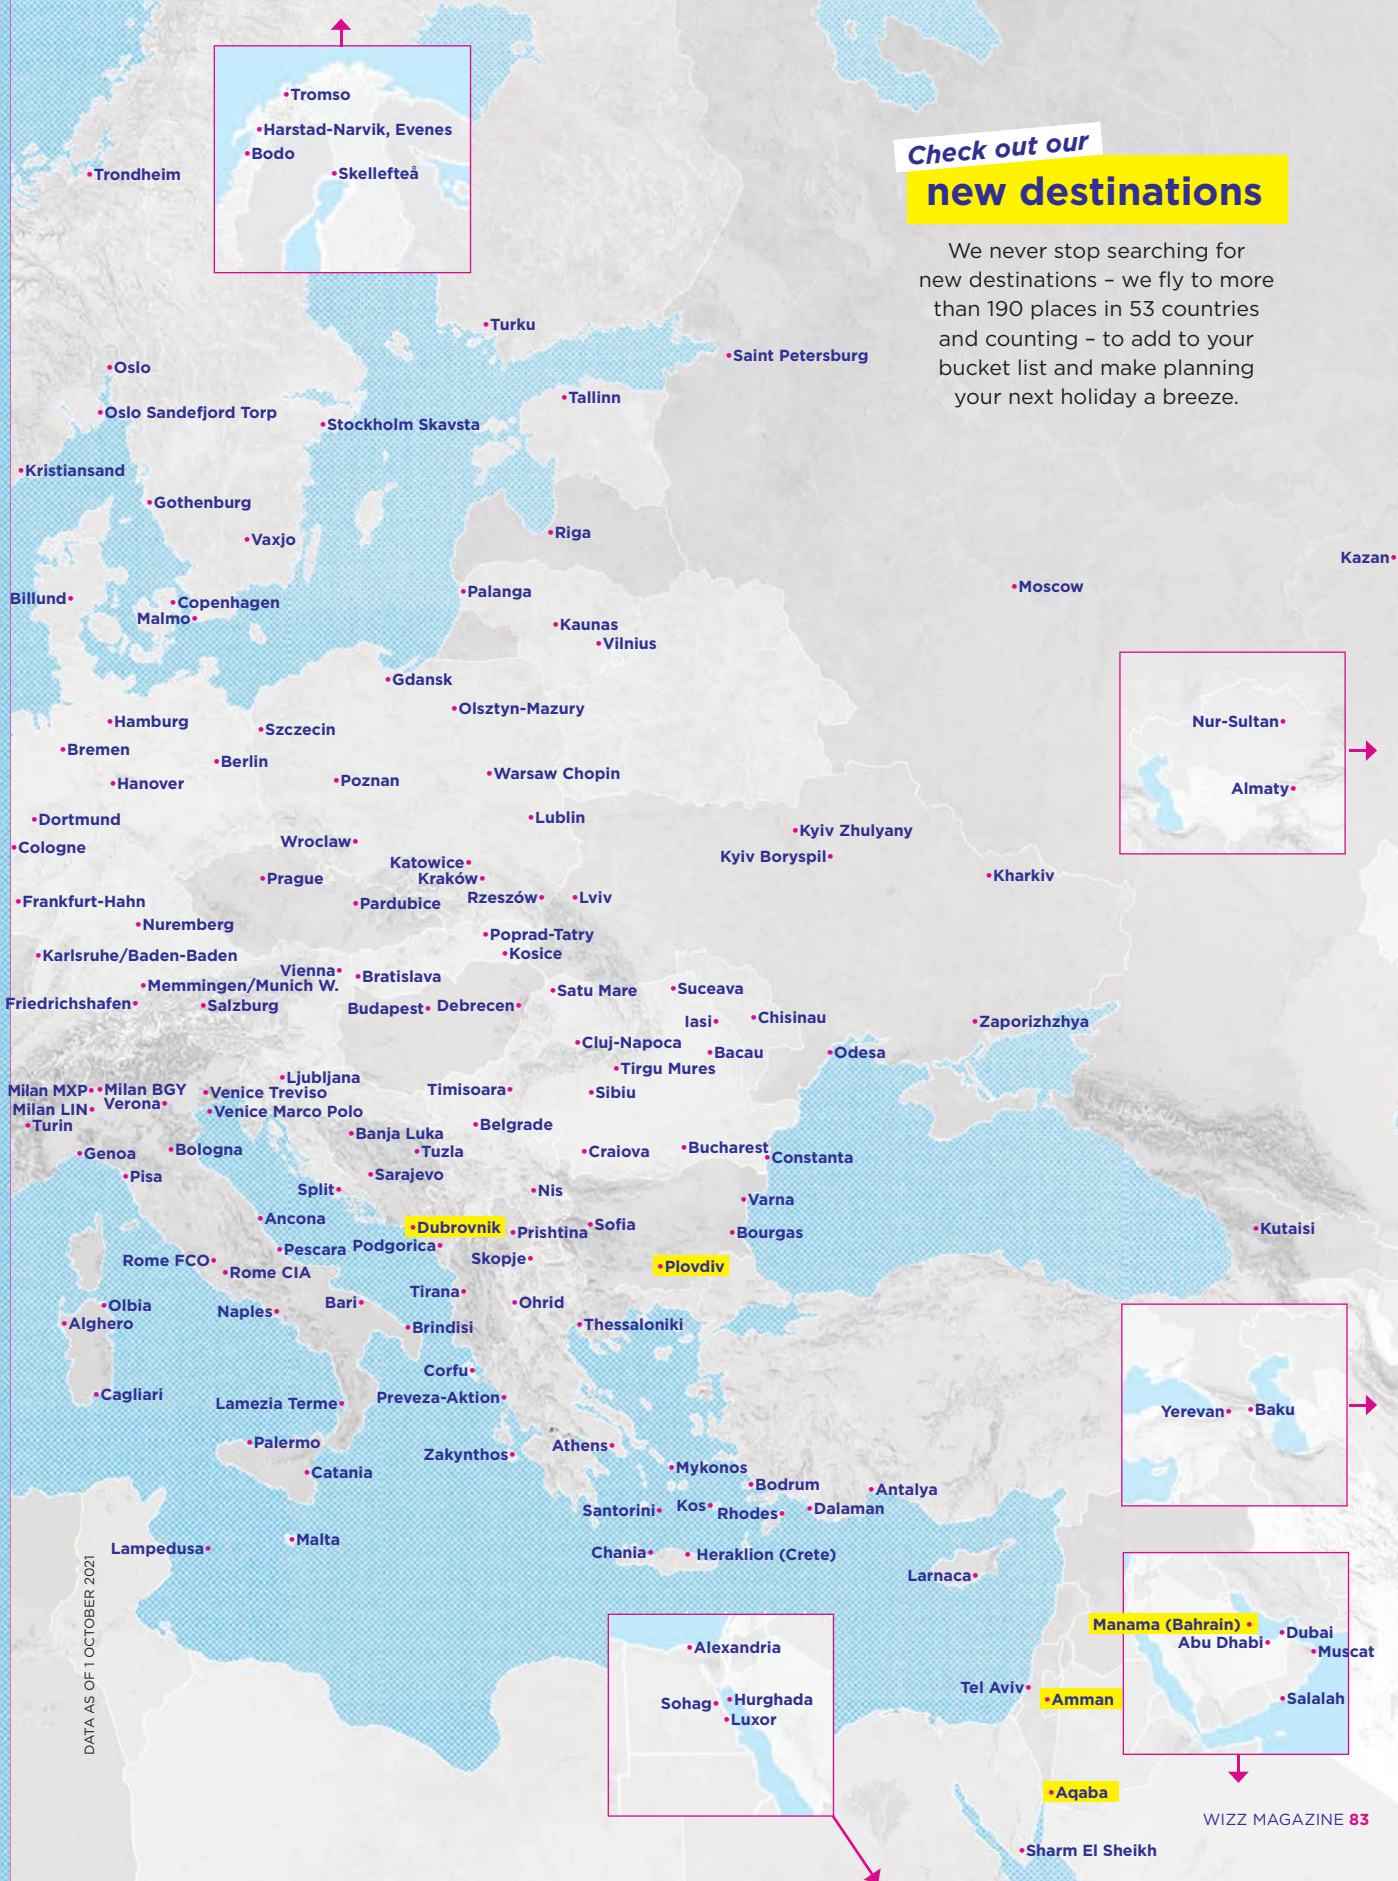 Tromso
Harstad-Narvik, Evenes
Bodo
Skellefteå
Trondheim
Check out our
new destinations
We never stop searching for
new destinations – we fly to more
than 190 places in 53 countries
and counting – to add to your
bucket list and make planning
your next holiday a breeze.
Turku
Saint Petersburg
Oslo
Tallinn
Oslo Sandefjord Torp
Stockholm Skavsta
Kristiansand
Gothenburg
Riga
Vaxjo
Kazan
Moscow
Palanga
Billund
Copenhagen
Malmo
Kaunas
Vilnius
Gdansk
Olsztyn-Mazury
Hamburg
Szczecin
Nur-Sultan
Bremen
Berlin
Warsaw Chopin
Hanover
Poznan
Almaty
Dortmund
Lublin
Kyiv Zhulyany
Cologne
Wroclaw
Kyiv Boryspil
Katowice
Kraków
Prague
Kharkiv
Frankfurt-Hahn
Pardubice
Rzeszów
Lviv
Nuremberg
Poprad-Tatry
Karlsruhe/Baden-Baden
Kosice
Vienna
Bratislava
Memmingen/Munich W.
Satu Mare
Suceava
Friedrichshafen
Salzburg
Budapest
Debrecen
Iasi
Chisinau
Zaporizhzhya
Cluj-Napoca
Bacau
Odesa
Tirgu Mures
Ljubljana
Milan MXP
Milan BGY
Venice Treviso
Timisoara
Sibiu
Milan LIN
Verona
Venice Marco Polo
Turin
Banja Luka
Belgrade
Genoa
Bologna
Tuzla
Craiova
Bucharest
Constanta
Pisa
Sarajevo
Split
Nis
Varna
Ancona
Dubrovnik
Prishtina
Sofia
Bourgas
Kutaisi
Pescara
Podgorica
Rome FCO
Skopje
Plovdiv
Rome CIA
Tirana
Olbia
Naples
Bari
Ohrid
Alghero
Brindisi
Thessaloniki
Corfu
Cagliari
Lamezia Terme
Preveza-Aktion
Yerevan
Baku
Palermo
Zakynthos
Athens
Catania
Mykonos
Bodrum
Antalya
Santorini
Kos
Rhodes
Dalaman
Malta
Lampedusa
Chania
Heraklion (Crete)
Larnaca
DATA AS OF 1 OCTOBER 2021
Manama (Bahrain)
Dubai
Abu Dhabi
Muscat
Alexandria
Tel Aviv
Amman
Salalah
Sohag
Hurghada
Luxor
Aqaba
WIZZ MAGAZINE 83
Sharm El Sheikh